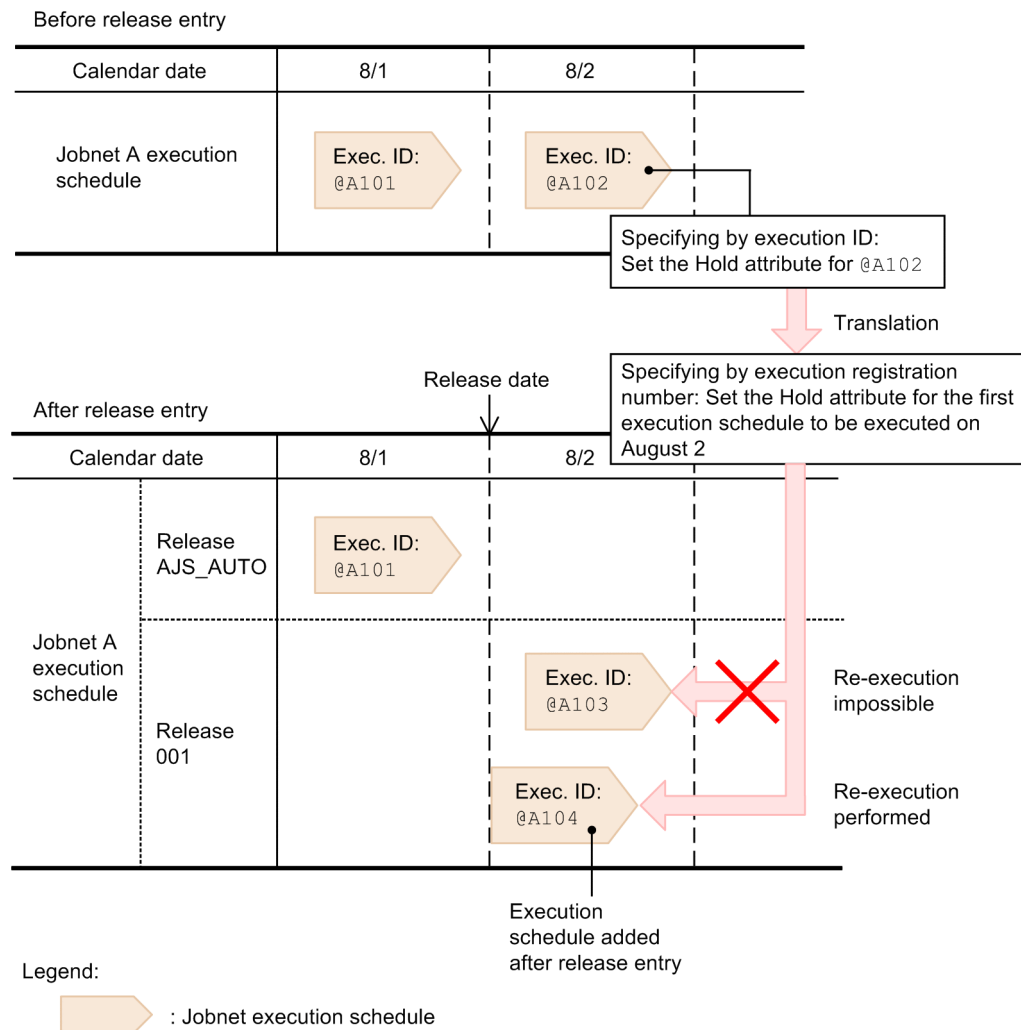 Before release entry
Calendar date 8/1 8/2
Jobnet A execution
schedule
Exec. ID:
@A101
Exec. ID:
@A102
Specifying by execution ID:
Set the Hold attribute for @A102
Translation
Specifying by execution registration
number: Set the Hold attribute for the first
execution schedule to be executed on
August 2
Release date
After release entry
Calendar date 8/1 8/2
Jobnet A
execution
schedule
Release
AJS_AUTO
Exec. ID:
@A101
Release
001
Exec. ID:
@A103
Re-execution
impossible
Exec. ID:
@A104
Re-execution
performed
Execution
schedule added
after release entry
Legend:
: Jobnet execution schedule